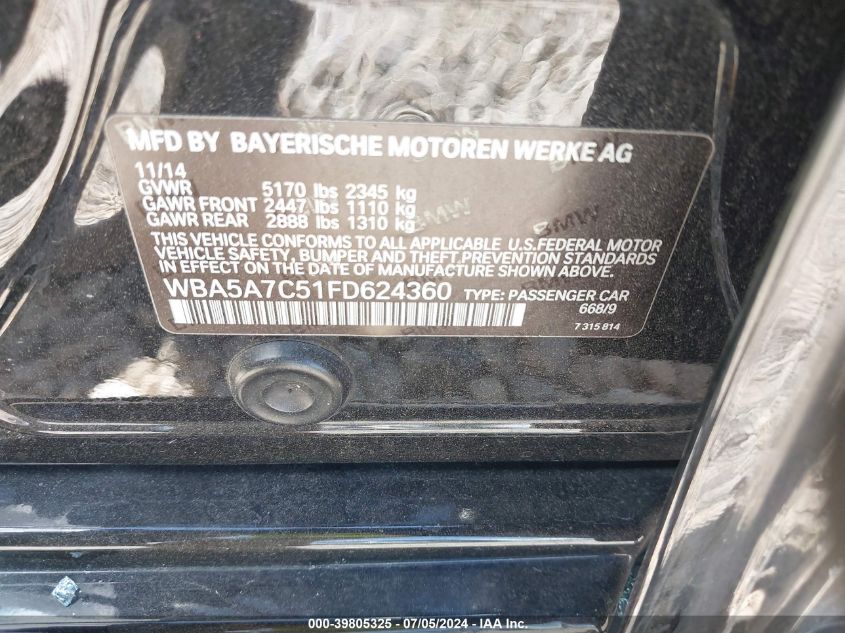 MFD BY BAYERISCHE MOTOREN WERKE AG
11/14
GVWR 5170 lbs 2345 kg
GAWR FRONT 2447 lbs 1110 kg
GAWR REAR 2888 lbs 1310 kg
THIS VEHICLE CONFORMS TO ALL APPLICABLE U.S.FEDERAL MOTOR
VEHICLE SAFETY, BUMPER AND THEFT PREVENTION STANDARDS
IN EFFECT ON THE DATE OF MANUFACTURE SHOWN ABOVE.
WBA5A7C51FD624360 TYPE: PASSENGER CAR
668/9
7 315 814
BMW
BMW
000-39805325 - 07/05/2024 - IAA Inc.